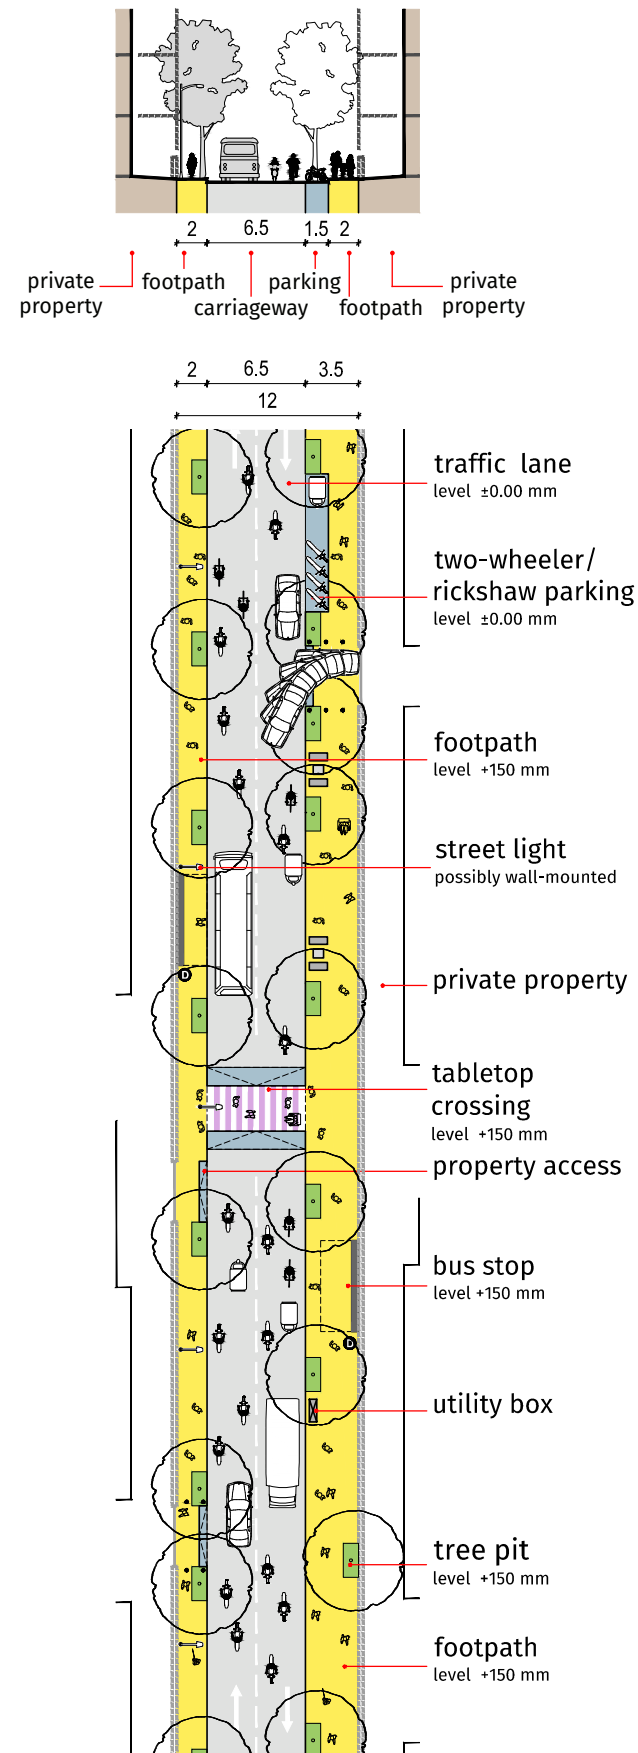 2 6.5 1.5 2
private property
footpath
carriageway
parking
footpath
private property
2 6.5 3.5
12
traffic lane
level ±0.00 mm
two-wheeler/
rickshaw parking
level ±0.00 mm
footpath
level +150 mm
street light
possibly wall-mounted
D
private property
tabletop
crossing
level +150 mm
property access
bus stop
level +150 mm
D
utility box
tree pit
level +150 mm
footpath
level +150 mm